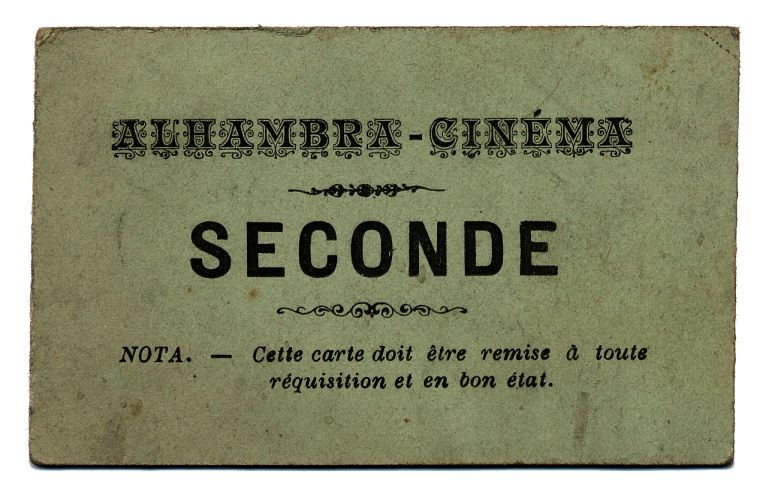 ALHAMBRA-CINÉMA
SECONDE
NOTA. — Cette carte doit être remise à toute
réquisition et en bon état.